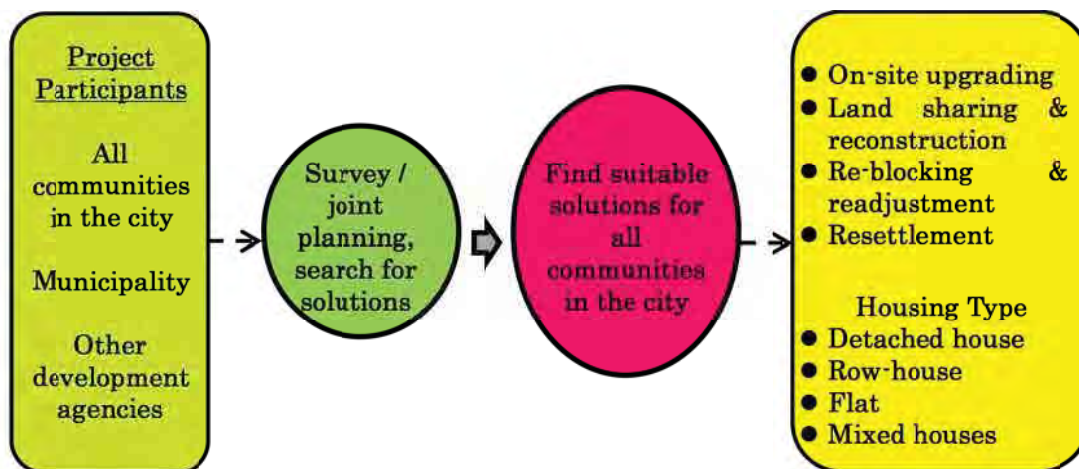 Project
Participants
All
communities
in the city
Municipality
Other
development
agencies
Survey /
joint
planning,
search for
solutions
Find suitable
solutions for
all
communities
in the city
● On-site upgrading
● Land sharing &
reconstruction
● Re-blocking &
readjustment
● Resettlement
Housing Type
● Detached house
● Row-house
● Flat
● Mixed houses